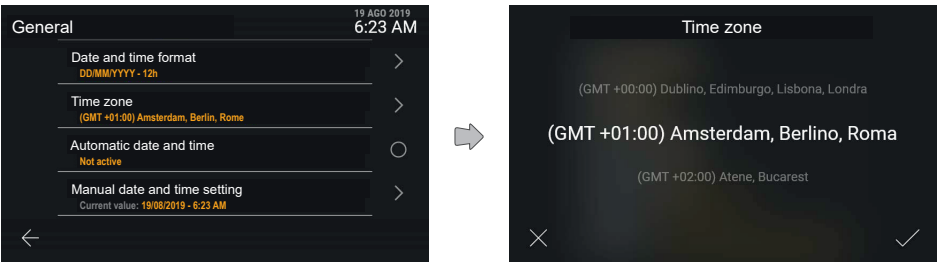 General
19 AGO 2019
6:23 AM
Date and time format
DD/MM/YYYY - 12h
Time zone
(GMT +01:00) Amsterdam, Berlin, Rome
Automatic date and time
Not active
Manual date and time setting
Current value: 19/08/2019 - 6:23 AM
Time zone
(GMT +00:00) Dublino, Edimburgo, Lisbona, Londra
(GMT +01:00) Amsterdam, Berlino, Roma
(GMT +02:00) Atene, Bucarest